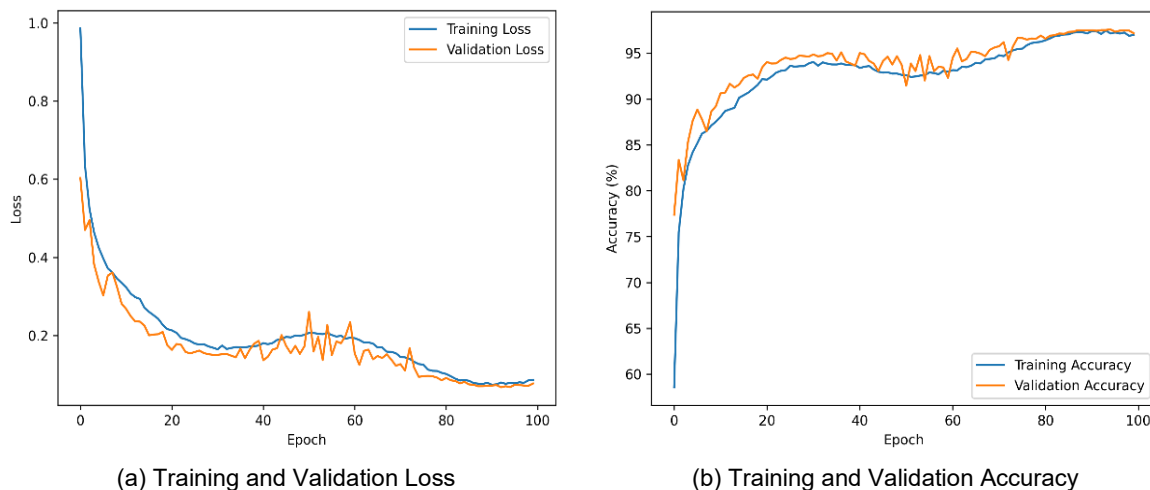 1.0
0.8
0.6
0.4
0.2
Loss
0 20 40 60 80 100
Epoch
Training Loss
Validation Loss
(a) Training and Validation Loss
95
90
85
80
75
70
65
60
Accuracy (%)
0 20 40 60 80 100
Epoch
Training Accuracy
Validation Accuracy
(b) Training and Validation Accuracy